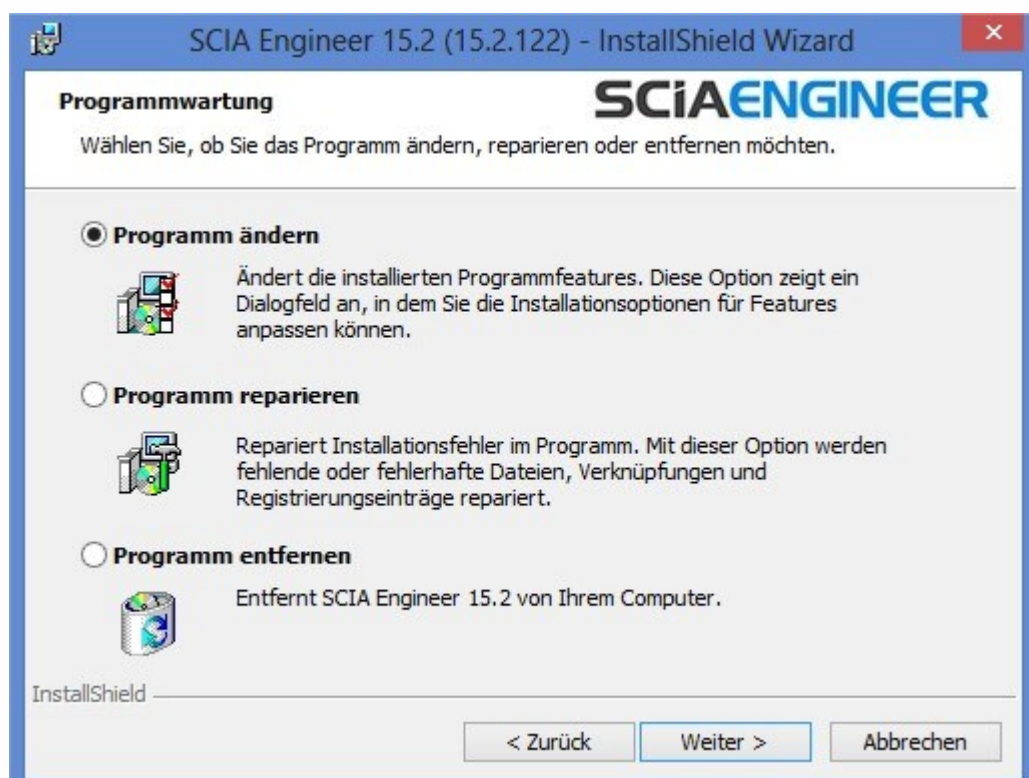 SCIA Engineer 15.2 (15.2.122) - InstallShield Wizard
Programmwartung
SCiAENGINEER
Wählen Sie, ob Sie das Programm ändern, reparieren oder entfernen möchten.
Programm ändern
Ändert die installierten Programmfeatures. Diese Option zeigt ein
Dialogfeld an, in dem Sie die Installationsoptionen für Features
anpassen können.
Programm reparieren
Repariert Installationsfehler im Programm. Mit dieser Option werden
fehlende oder fehlerhafte Dateien, Verknüpfungen und
Registrierungseinträge repariert.
Programm entfernen
Entfernt SCIA Engineer 15.2 von Ihrem Computer.
InstallShield
< Zurück
Weiter >
Abbrechen